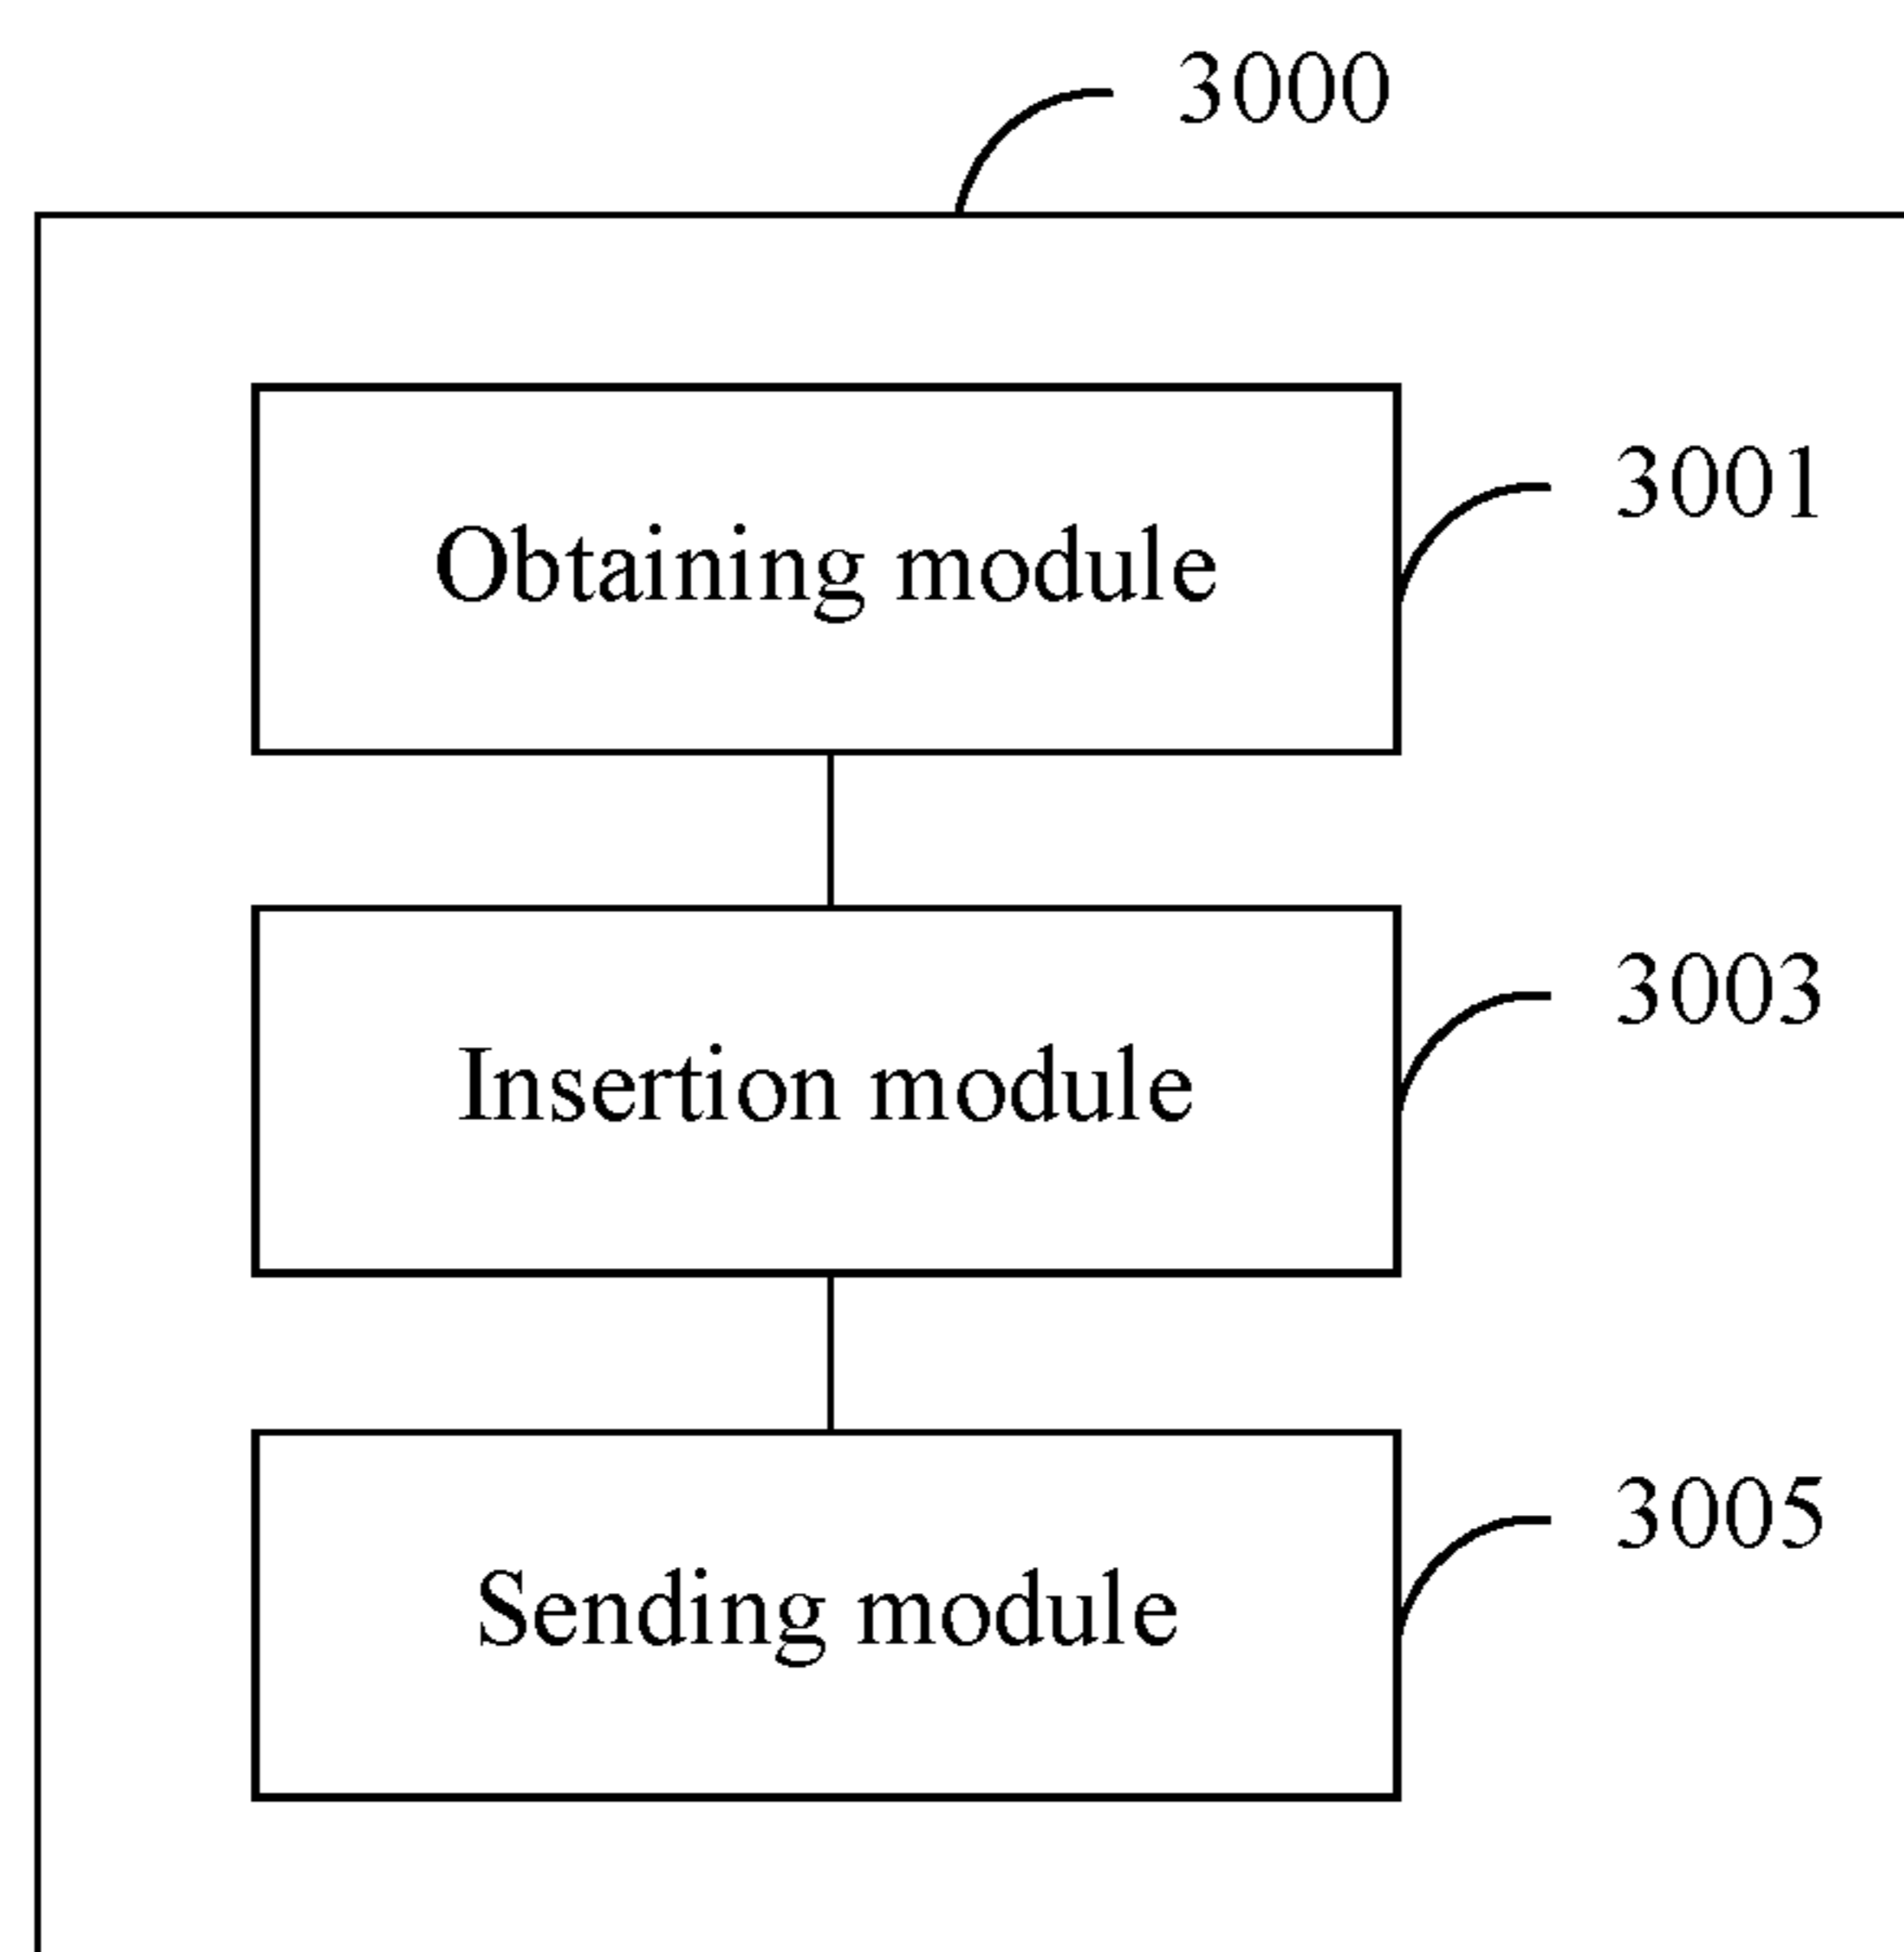 3000
Obtaining module
3001
Insertion module
3003
Sending module
3005